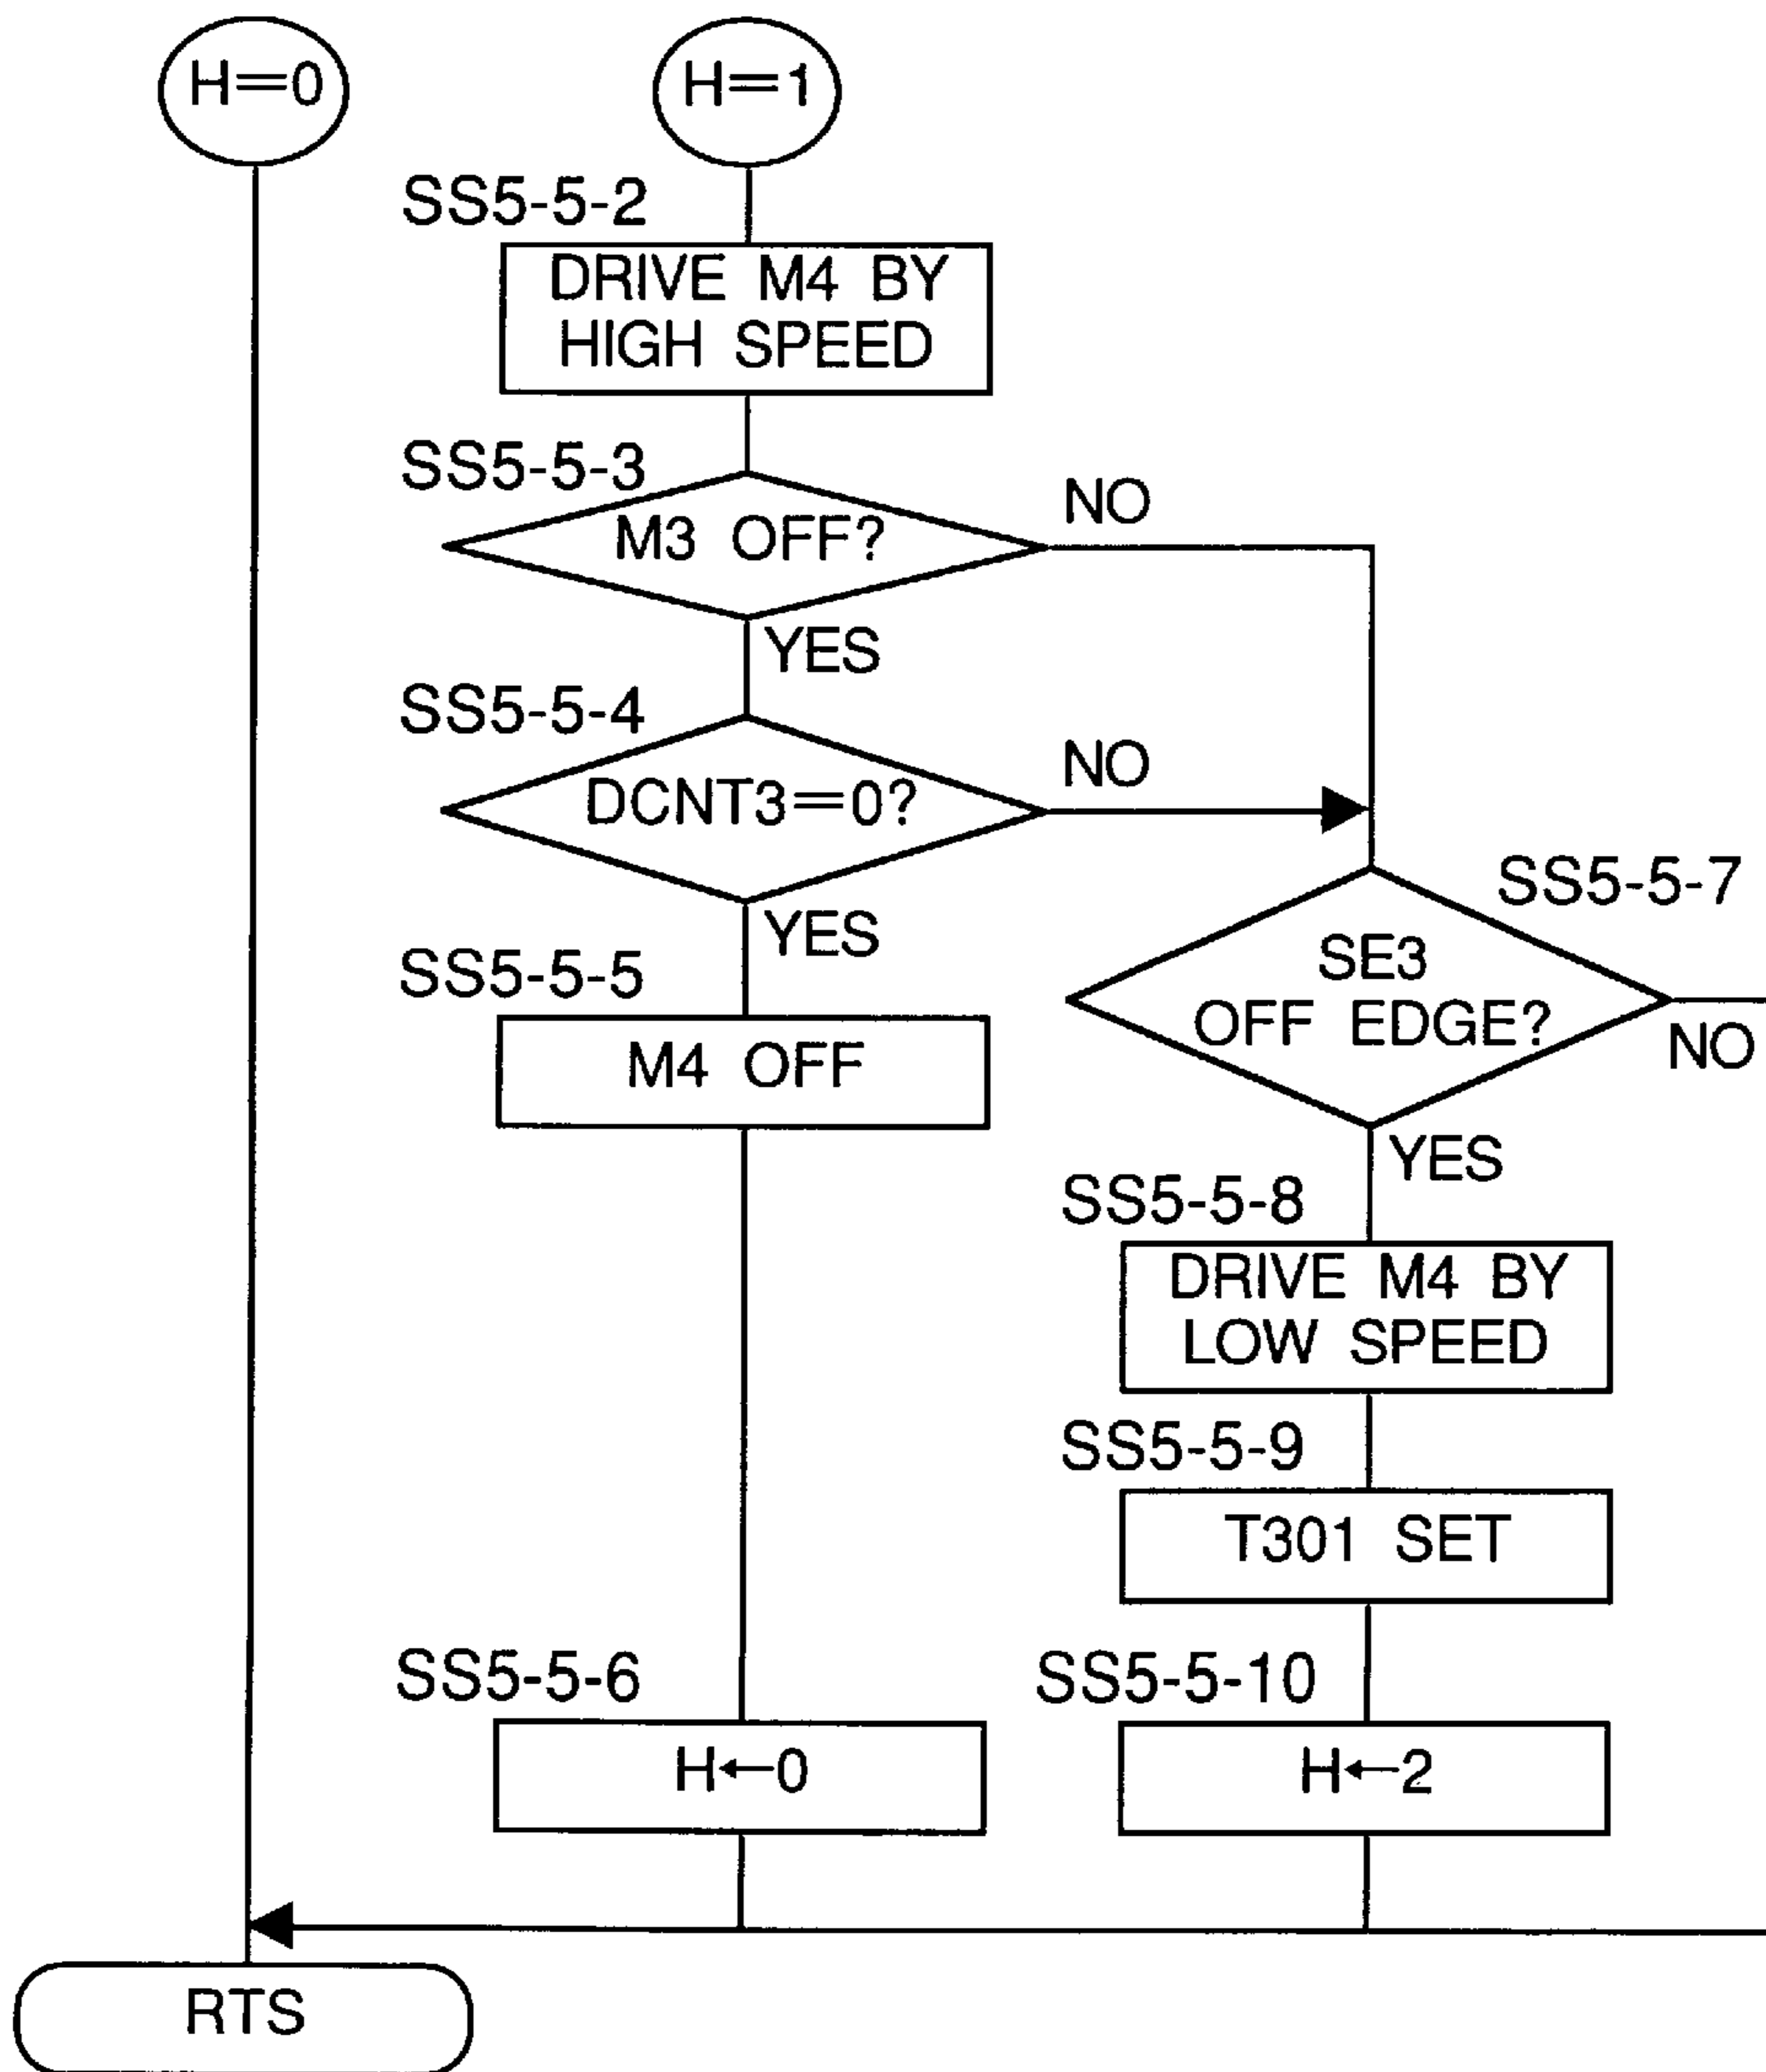 H=0
H=1
SS5-5-2
DRIVE M4 BY
HIGH SPEED
SS5-5-3
M3 OFF?
NO
YES
SS5-5-4
DCNT3=0?
NO
YES
SS5-5-5
M4 OFF
SS5-5-7
SE3
OFF EDGE?
NO
YES
SS5-5-8
DRIVE M4 BY
LOW SPEED
SS5-5-9
T301 SET
SS5-5-6
H←0
SS5-5-10
H←2
RTS